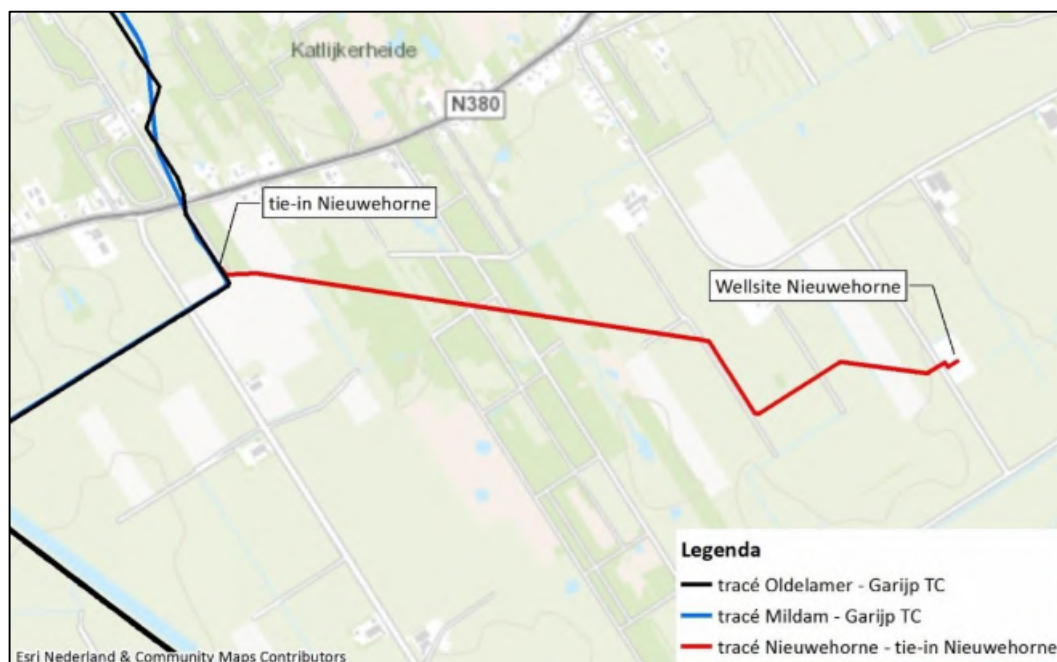 Katlijkerheide
N380
tie-in Nieuwehorne
Wellsite Nieuwehorne
Legenda
tracé Oldelamer - Garijp TC
tracé Mildam - Garijp TC
tracé Nieuwehorne - tie-in Nieuwehorne
Esri Nederland & Community Maps Contributors